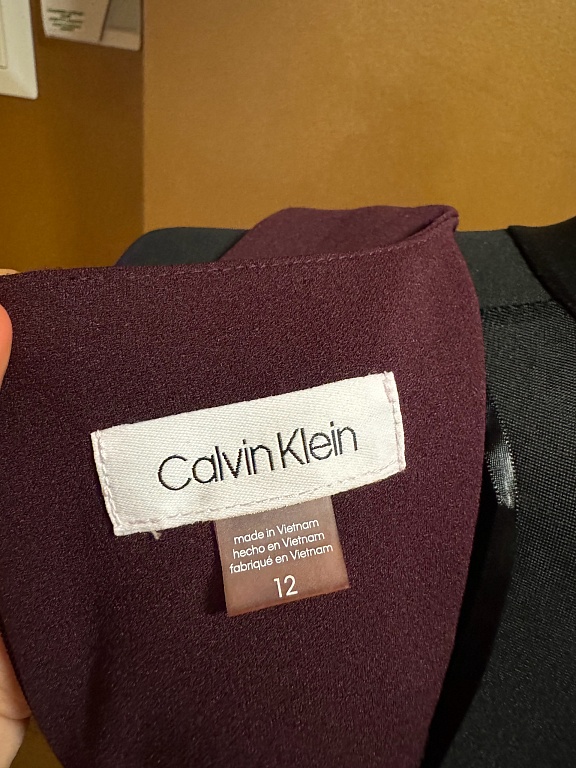 Calvin Klein
made in Vietnam
hecho en Vietnam
fabriqué en Vietnam
12